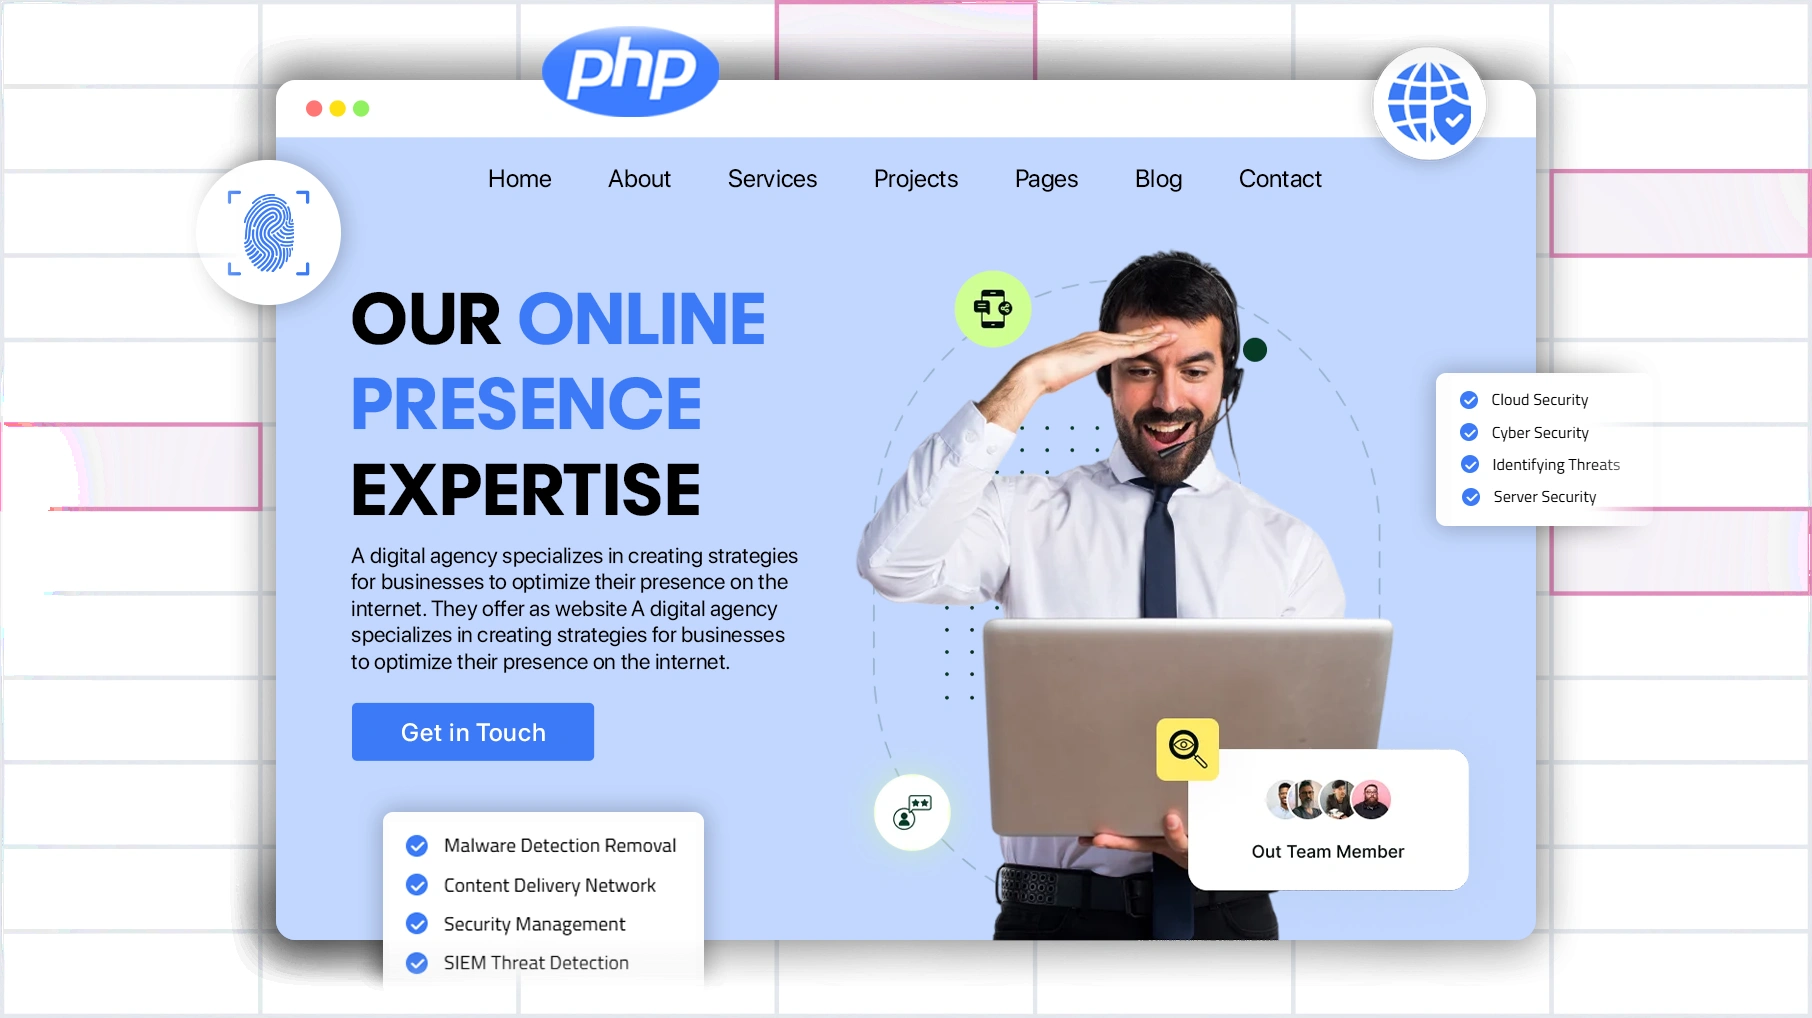 php
Home About Services Projects Pages Blog Contact
OUR ONLINE
PRESENCE
EXPERTISE
A digital agency specializes in creating strategies
for businesses to optimize their presence on the
internet. They offer as website A digital agency
specializes in creating strategies for businesses
to optimize their presence on the internet.
Get in Touch
Malware Detection Removal
Content Delivery Network
Security Management
SIEM Threat Detection
Cloud Security
Cyber Security
Identifying Threats
Server Security
Out Team Member